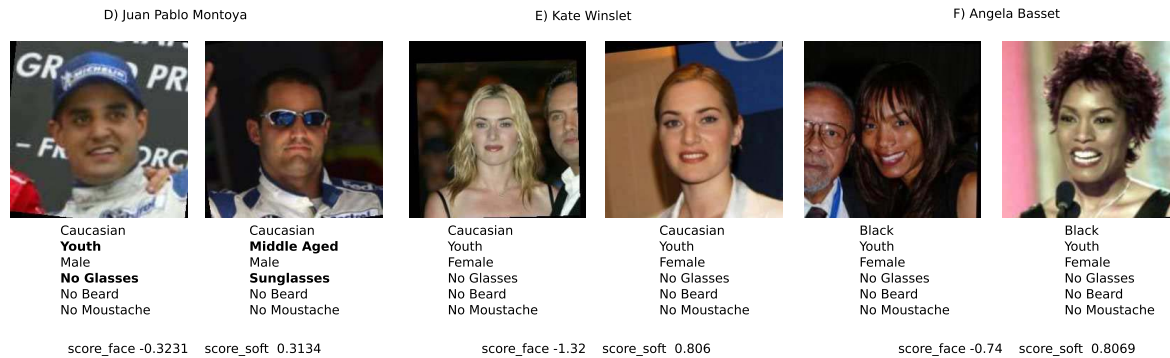 D) Juan Pablo Montoya
E) Kate Winslet
F) Angela Basset
MICHELIN
Caucasian
Youth
Male
No Glasses
No Beard
No Moustache
Caucasian
Middle Aged
Male
Sunglasses
No Beard
No Moustache
Caucasian
Youth
Female
No Glasses
No Beard
No Moustache
Caucasian
Youth
Female
No Glasses
No Beard
No Moustache
Black
Youth
Female
No Glasses
No Beard
No Moustache
Black
Youth
Female
No Glasses
No Beard
No Moustache
score_face -0.3231 score_soft 0.3134
score_face -1.32 score_soft 0.806
score_face -0.74 score_soft 0.8069